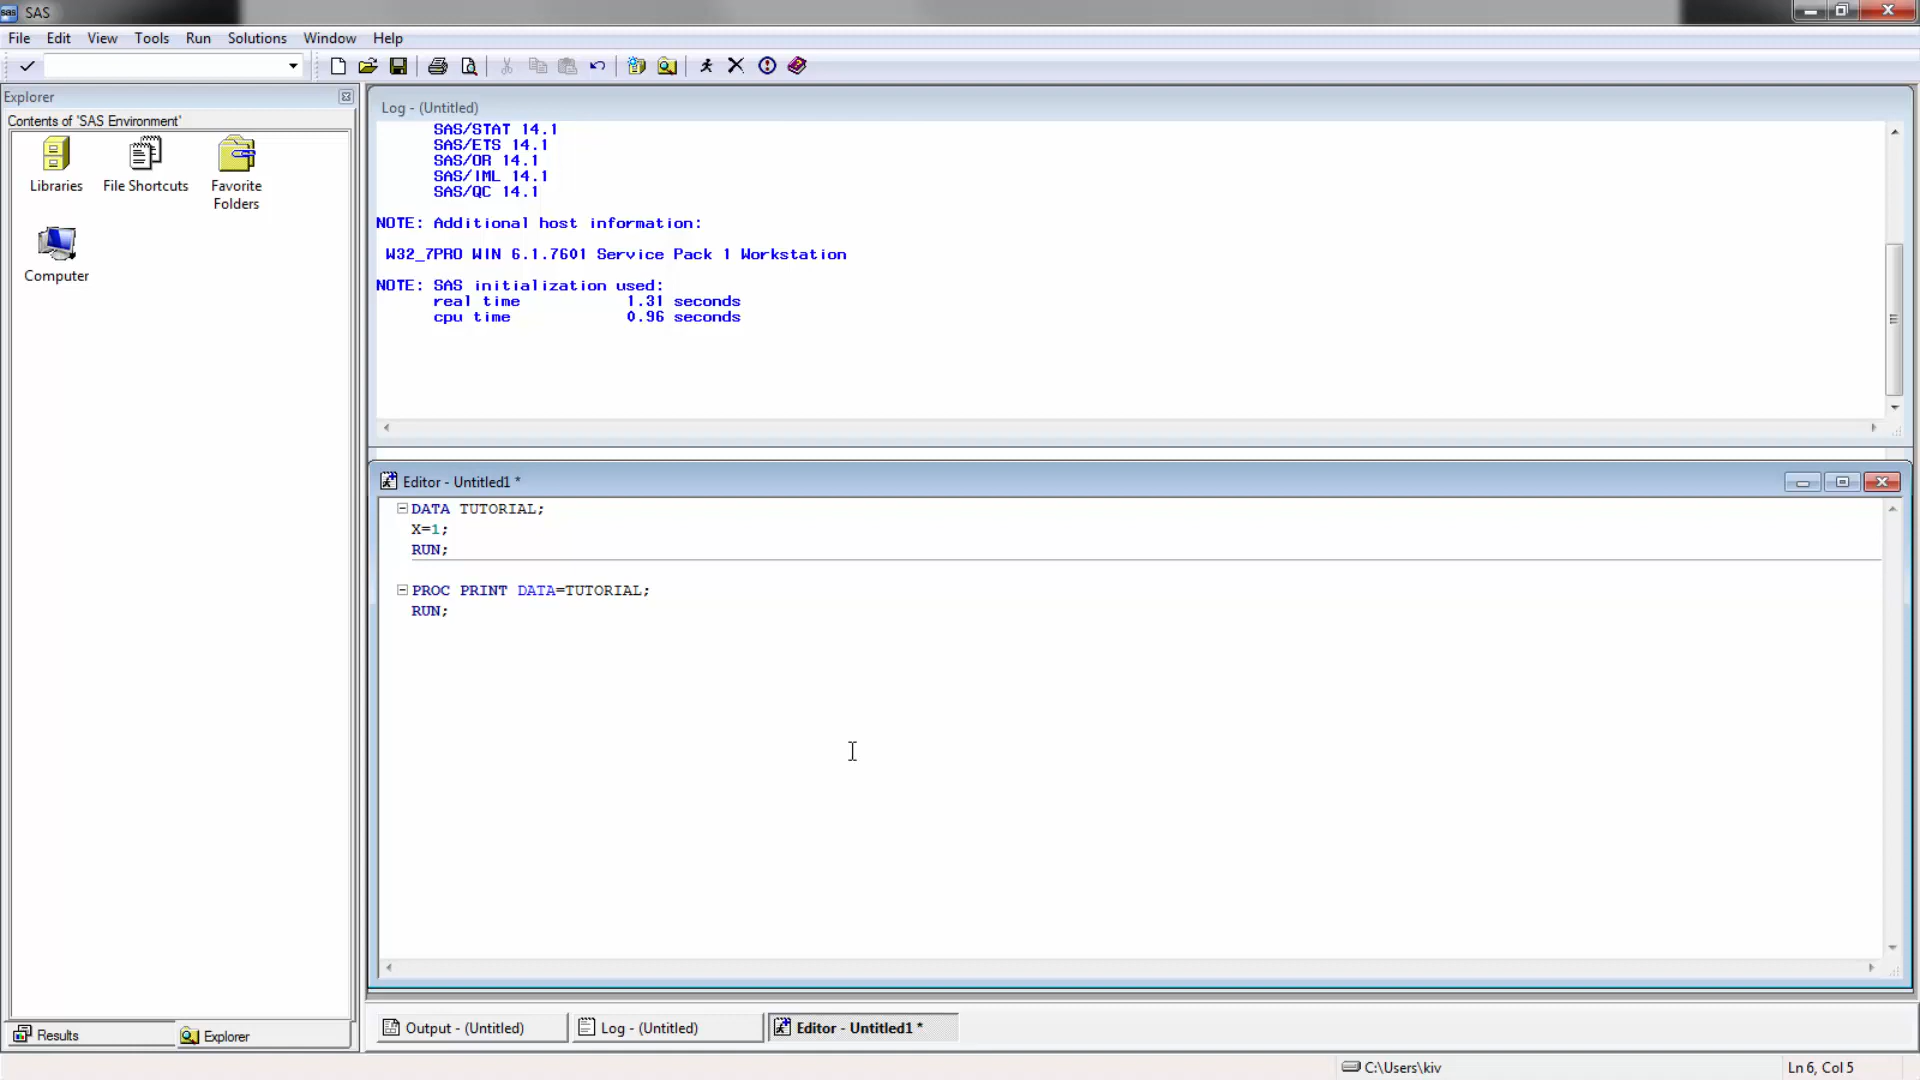 sas SAS
File Edit View Tools Run Solutions Window Help
Explorer
Contents of 'SAS Environment'
Libraries File Shortcuts Favorite Folders
Computer
Log - (Untitled)
SAS/STAT 14.1
SAS/ETS 14.1
SAS/OR 14.1
SAS/IML 14.1
SAS/QC 14.1
NOTE: Additional host information:
W32_7PRO WIN 6.1.7601 Service Pack 1 Workstation
NOTE: SAS initialization used:
real time 1.31 seconds
cpu time 0.96 seconds
Editor - Untitled1 *
DATA TUTORIAL;
X=1;
RUN;
PROC PRINT DATA=TUTORIAL;
RUN;
Results Explorer
Output - (Untitled) Log - (Untitled) Editor - Untitled1 *
C:\Users\kiv Ln 6, Col 5